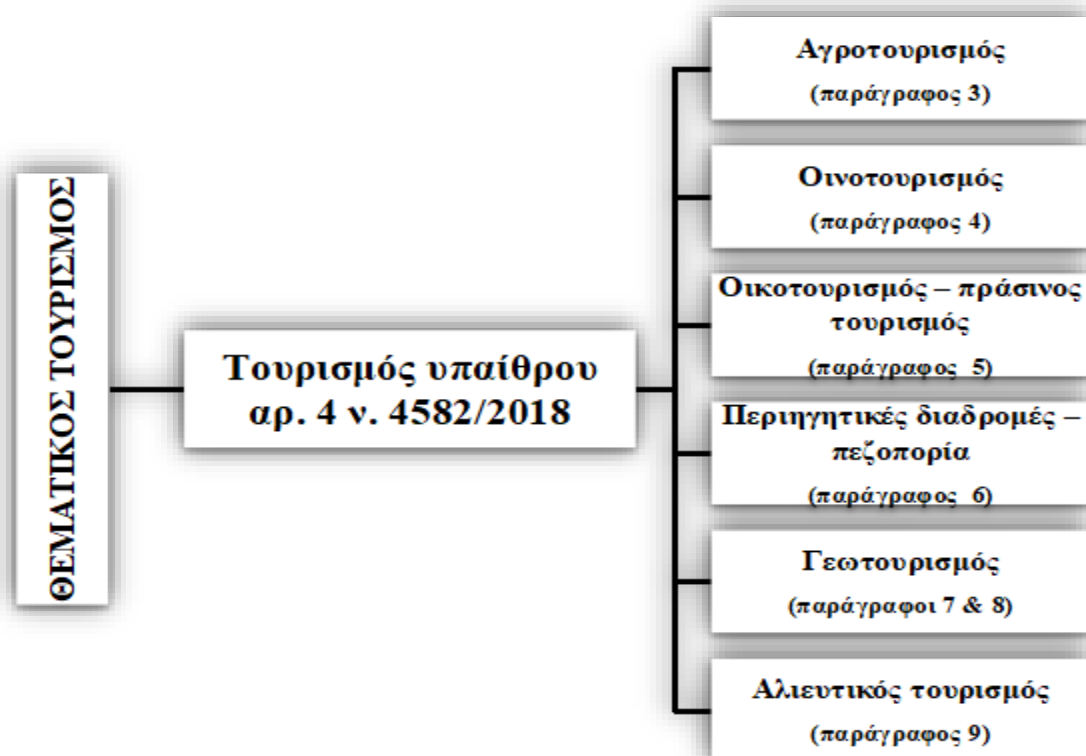 ΘΕΜΑΤΙΚΟΣ ΤΟΥΡΙΣΜΟΣ
Τουρισμός υπαίθρου
αρ. 4 ν. 4582/2018
Αγροτουρισμός
(παράγραφος 3)
Οινοτουρισμός
(παράγραφος 4)
Οικοτουρισμός – πράσινος
τουρισμός
(παράγραφος 5)
Περιηγητικές διαδρομές –
πεζοπορία
(παράγραφος 6)
Γεωτουρισμός
(παράγραφοι 7 & 8)
Αλιευτικός τουρισμός
(παράγραφος 9)